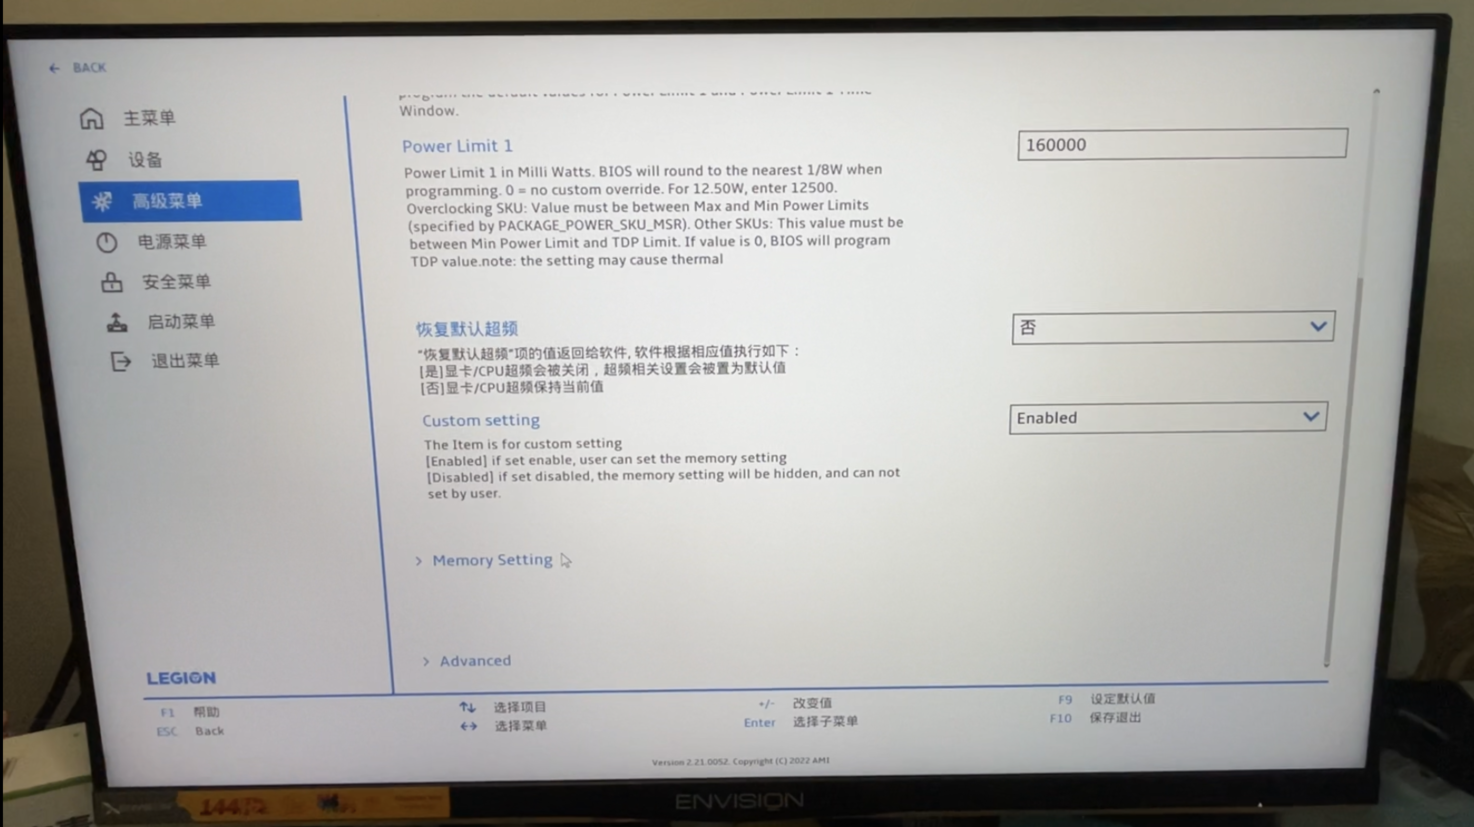 BACK
主菜单
设备
高级菜单
电源菜单
安全菜单
启动菜单
退出菜单
Window.
Power Limit 1
160000
Power Limit 1 in Milli Watts. BIOS will round to the nearest 1/8W when
programming. 0 = no custom override. For 12.50W, enter 12500.
Overclocking SKU: Value must be between Max and Min Power Limits
(specified by PACKAGE_POWER_SKU_MSR). Other SKUs: This value must be
between Min Power Limit and TDP Limit. If value is 0, BIOS will program
TDP value.note: the setting may cause thermal
恢复默认超频
否
“恢复默认超频”项的值返回给软件, 软件根据相应值执行如下：
[是]显卡/CPU超频会被关闭，超频相关设置会被置为默认值
[否]显卡/CPU超频保持当前值
Custom setting
Enabled
The Item is for custom setting
[Enabled] if set enable, user can set the memory setting
[Disabled] if set disabled, the memory setting will be hidden, and can not
set by user.
> Memory Setting
> Advanced
LEGION
F1 帮助
ESC Back
选择项目
选择菜单
+/- 改变值
Enter 选择子菜单
F9 设定默认值
F10 保存退出
Version 2.21.0052. Copyright (C) 2022 AMI
ENVISION